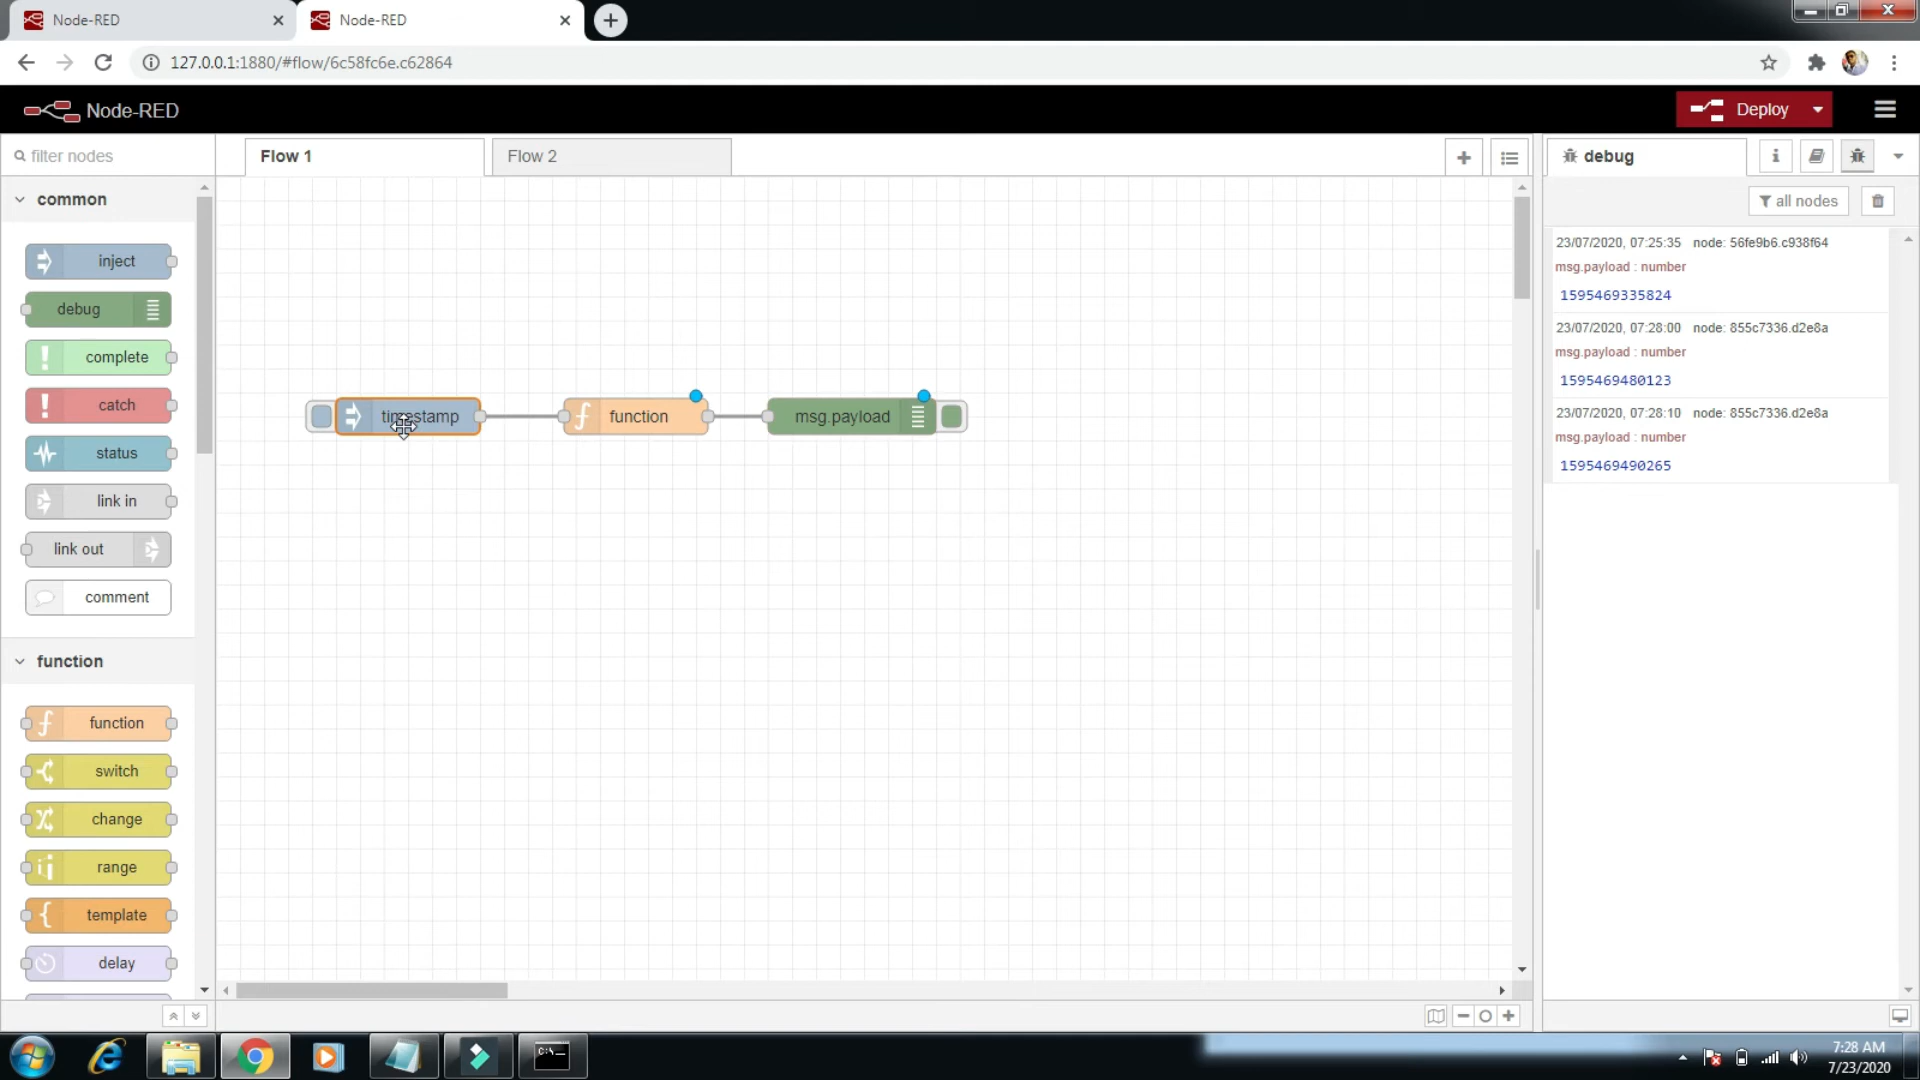 Node-RED
Node-RED
127.0.0.1:1880/#flow/6c58fc6e.c62864
Node-RED
Deploy
filter nodes
Flow 1
Flow 2
debug
i
all nodes
common
inject
debug
complete
catch
status
link in
link out
comment
function
function
switch
change
range
template
delay
timestamp
function
msg.payload
23/07/2020, 07:25:35 node: 56fe9b6.c938f64
msg.payload : number
1595469335824
23/07/2020, 07:28:00 node: 855c7336.d2e8a
msg.payload : number
1595469480123
23/07/2020, 07:28:10 node: 855c7336.d2e8a
msg.payload : number
1595469490265
7:28 AM
7/23/2020